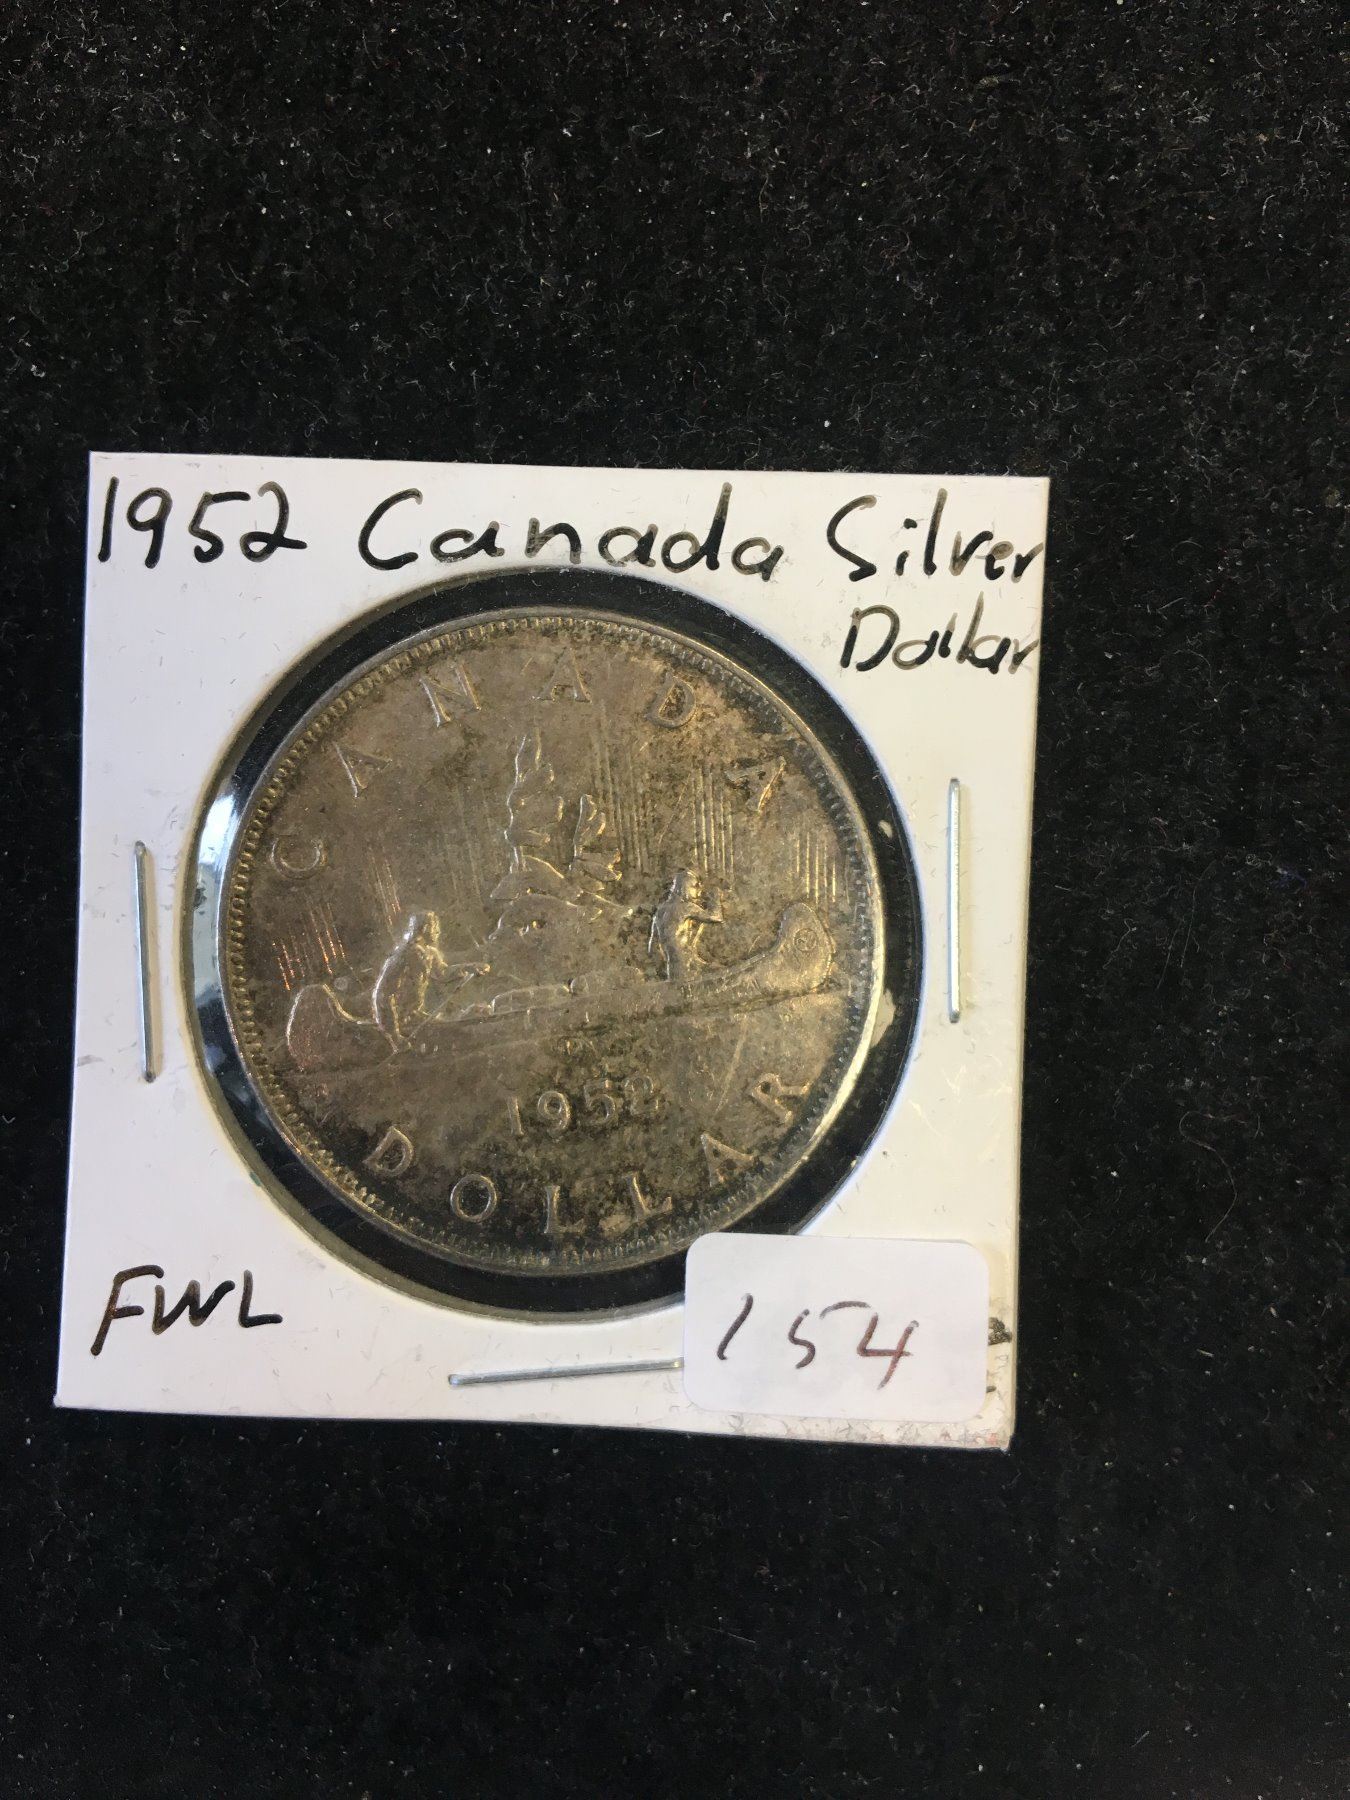 1952 Canada Silver
Dollar
CANADA
1952
DOLLAR
FWL
154